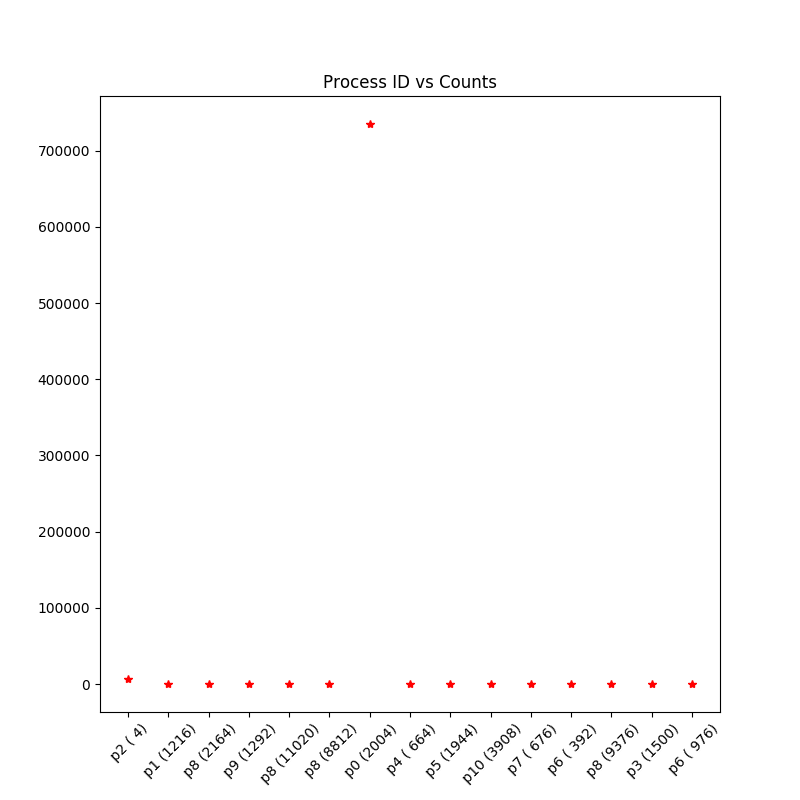 Process ID vs Counts
700000
600000
500000
400000
300000
200000
100000
0
p2 ( 4)
p1 (1216)
p8 (2164)
p9 (1292)
p8 (11020)
p8 (8812)
p0 (2004)
p4 ( 664)
p5 (1944)
p10 (3908)
p7 ( 676)
p6 ( 392)
p8 (9376)
p3 (1500)
p6 ( 976)